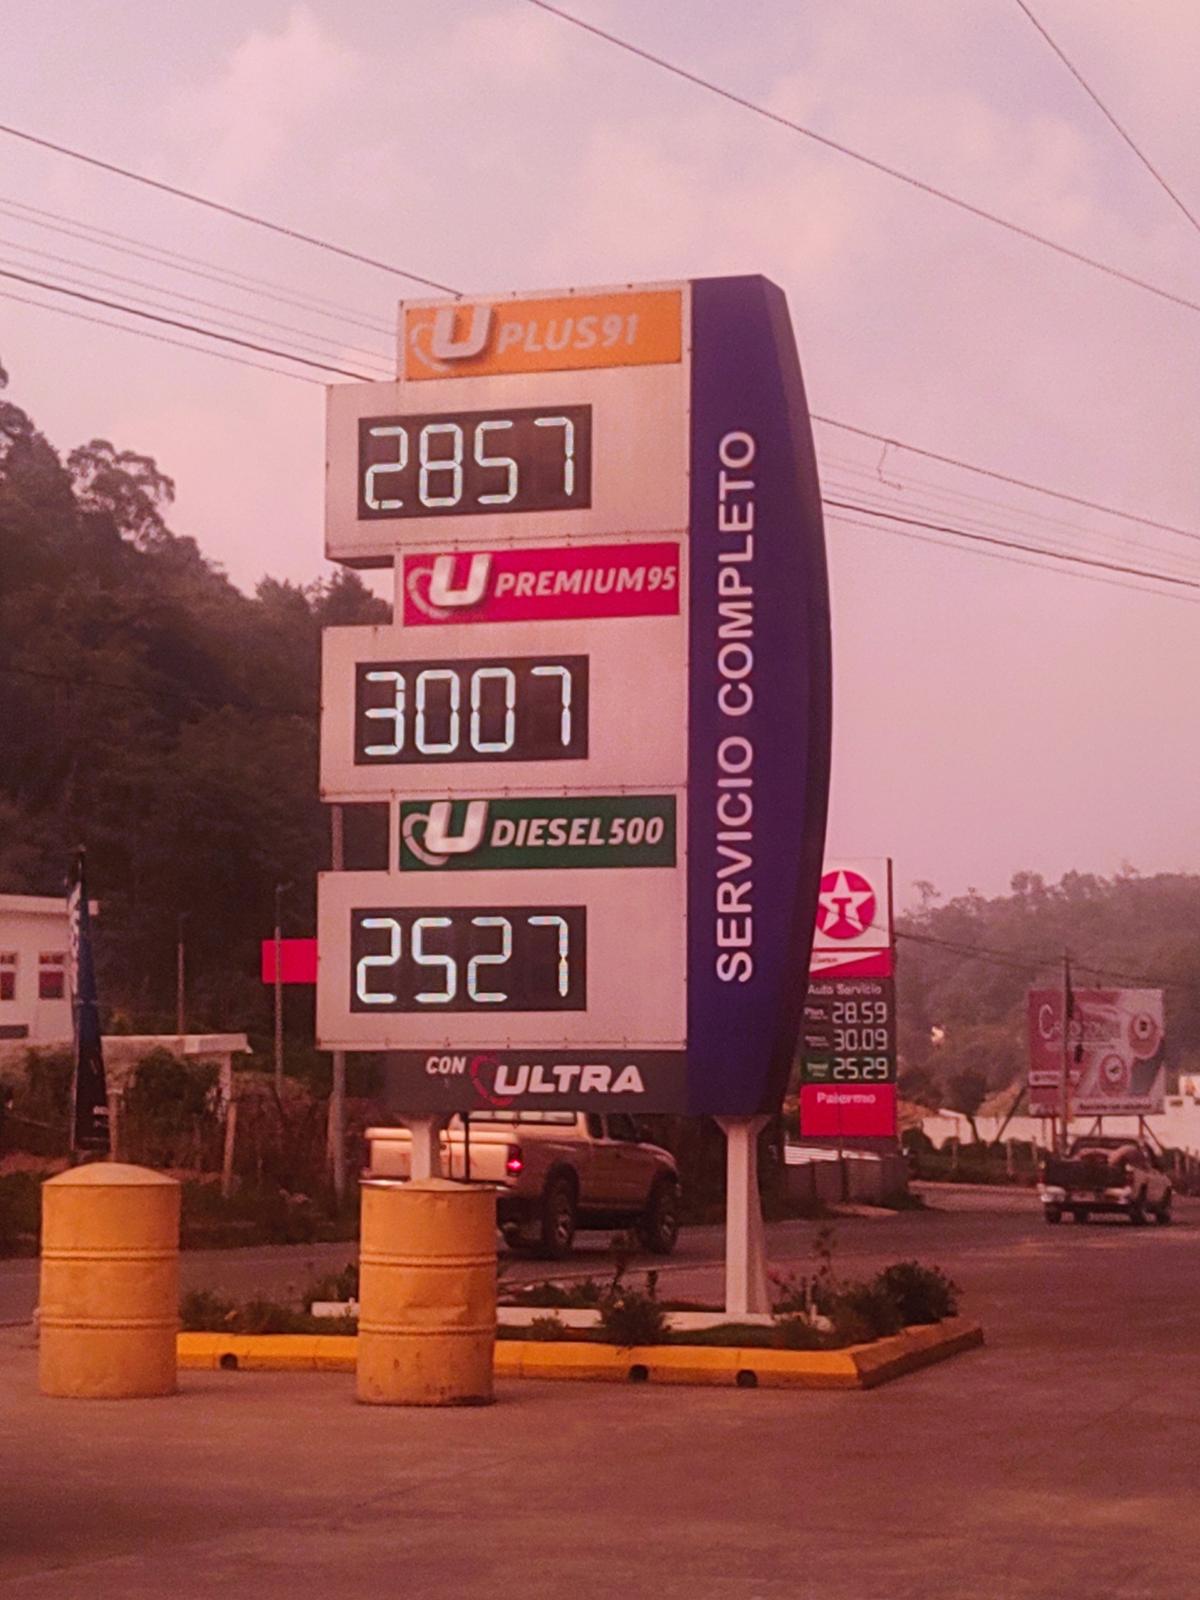 U PLUS91
2857
U PREMIUM95
3007
U DIESEL500
2527
CON ULTRA
SERVICIO COMPLETO
T
Auto Servicio
28.59
30.09
25.29
Palermo